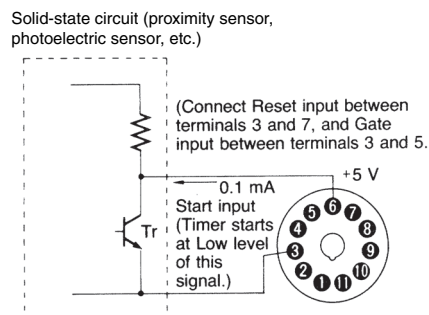 Solid-state circuit (proximity sensor,
photoelectric sensor, etc.)
(Connect Reset input between
terminals 3 and 7, and Gate
input between terminals 3 and 5.
+5 V
0.1 mA
Start input
(Timer starts
at Low level
of this
signal.)
Tr
5 6 7
4 8
3 9
2 10
1 11